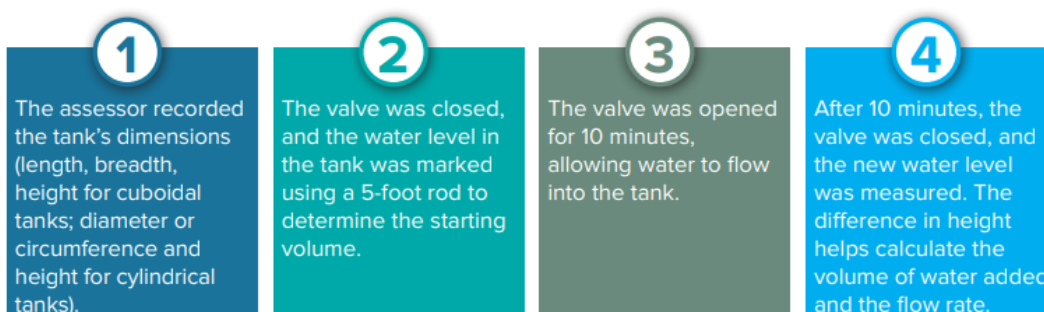 1
The assessor recorded
the tank's dimensions
(length, breadth,
height for cuboidal
tanks; diameter or
circumference and
height for cylindrical
tanks).
2
The valve was closed,
and the water level in
the tank was marked
using a 5-foot rod to
determine the starting
volume.
3
The valve was opened
for 10 minutes,
allowing water to flow
into the tank.
4
After 10 minutes, the
valve was closed, and
the new water level
was measured. The
difference in height
helps calculate the
volume of water added
and the flow rate.